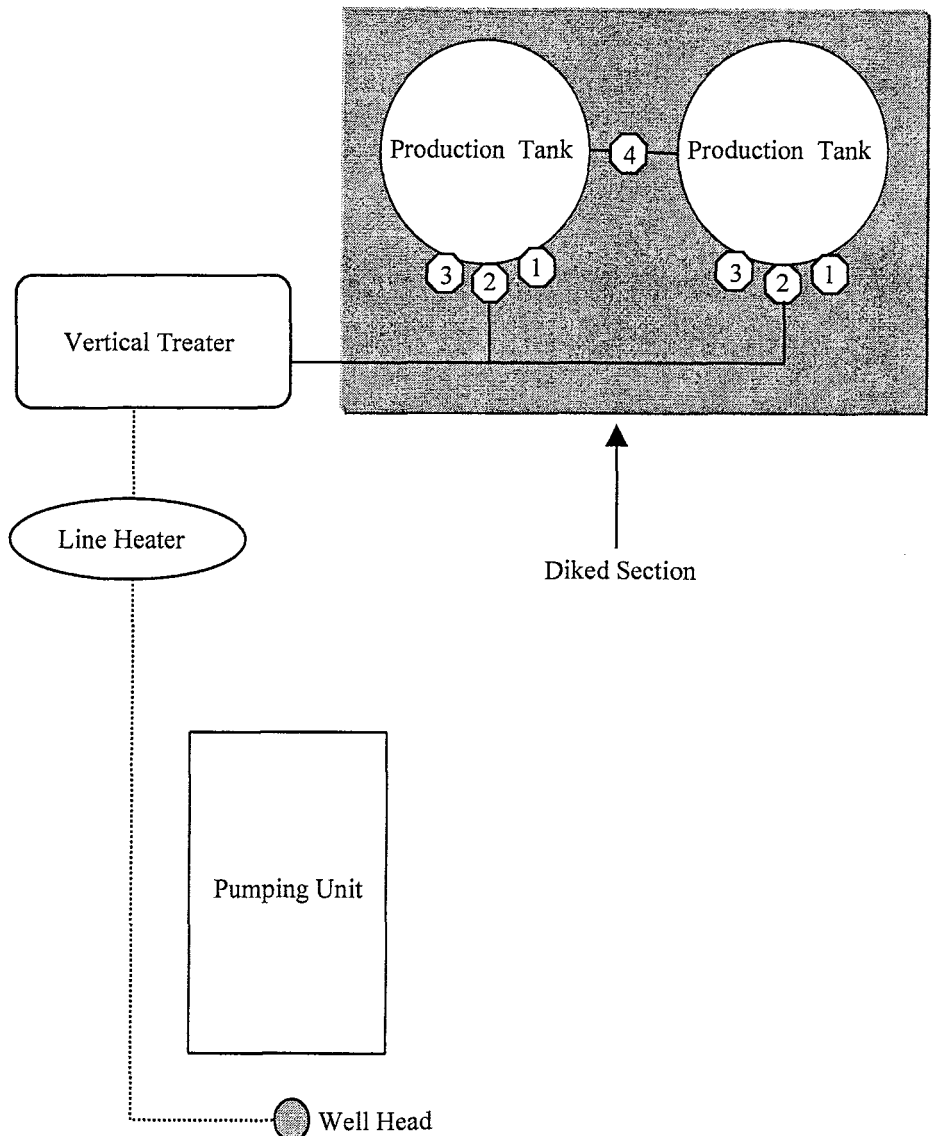 Production Tank
4
Production Tank
3
2
1
3
2
1
Vertical Treater
Line Heater
Diked Section
Pumping Unit
Well Head